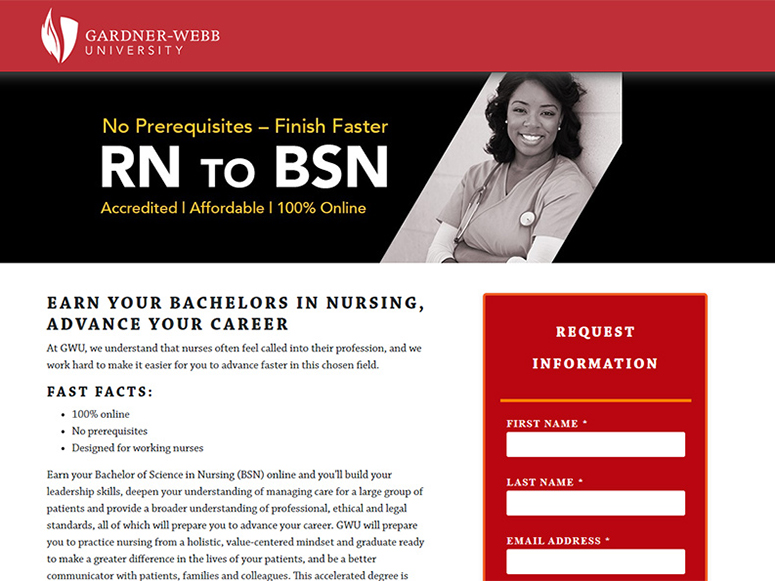 GARDNER-WEBB
UNIVERSITY
No Prerequisites – Finish Faster
RN TO BSN
Accredited | Affordable | 100% Online
EARN YOUR BACHELORS IN NURSING,
ADVANCE YOUR CAREER
At GWU, we understand that nurses often feel called into their profession, and we
work hard to make it easier for you to advance faster in this chosen field.
FAST FACTS:
• 100% online
• No prerequisites
• Designed for working nurses
Earn your Bachelor of Science in Nursing (BSN) online and you'll build your
leadership skills, deepen your understanding of managing care for a large group of
patients and provide a broader understanding of professional, ethical and legal
standards, all of which will prepare you to advance your career. GWU will prepare
you to practice nursing from a holistic, value-centered mindset and graduate ready
to make a greater difference in the lives of your patients, and be a better
communicator with patients, families and colleagues. This accelerated degree is
REQUEST
INFORMATION
FIRST NAME *
LAST NAME *
EMAIL ADDRESS *